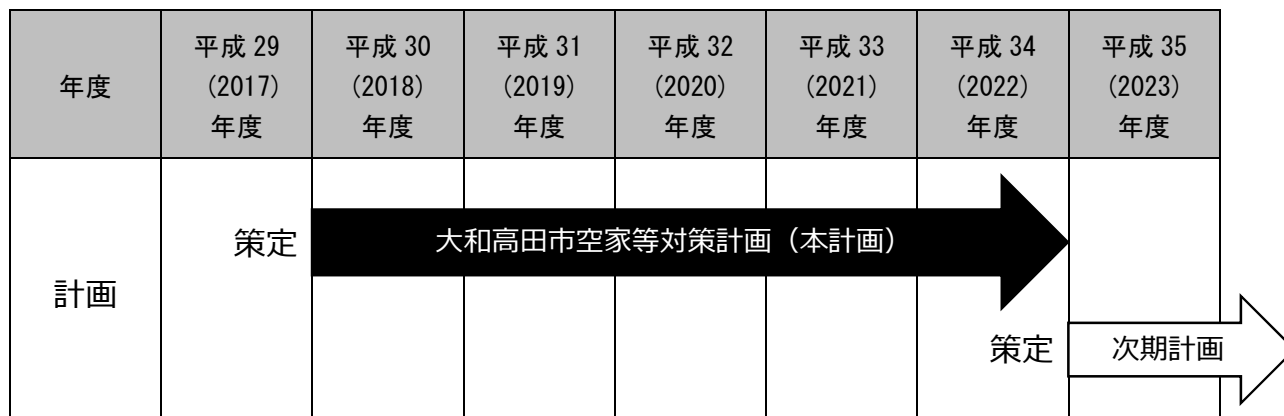 年度
平成 29
(2017)
年度
平成 30
(2018)
年度
平成 31
(2019)
年度
平成 32
(2020)
年度
平成 33
(2021)
年度
平成 34
(2022)
年度
平成 35
(2023)
年度
計画
策定
大和高田市空家等対策計画（本計画）
策定
次期計画